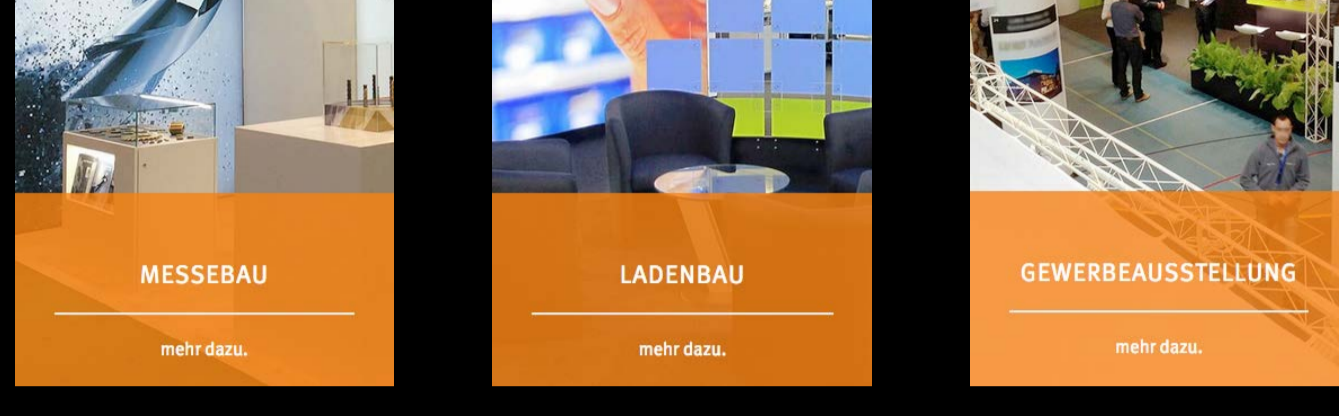 MESSEBAU
mehr dazu.
LADENBAU
mehr dazu.
GEWERBEAUSSTELLUNG
mehr dazu.